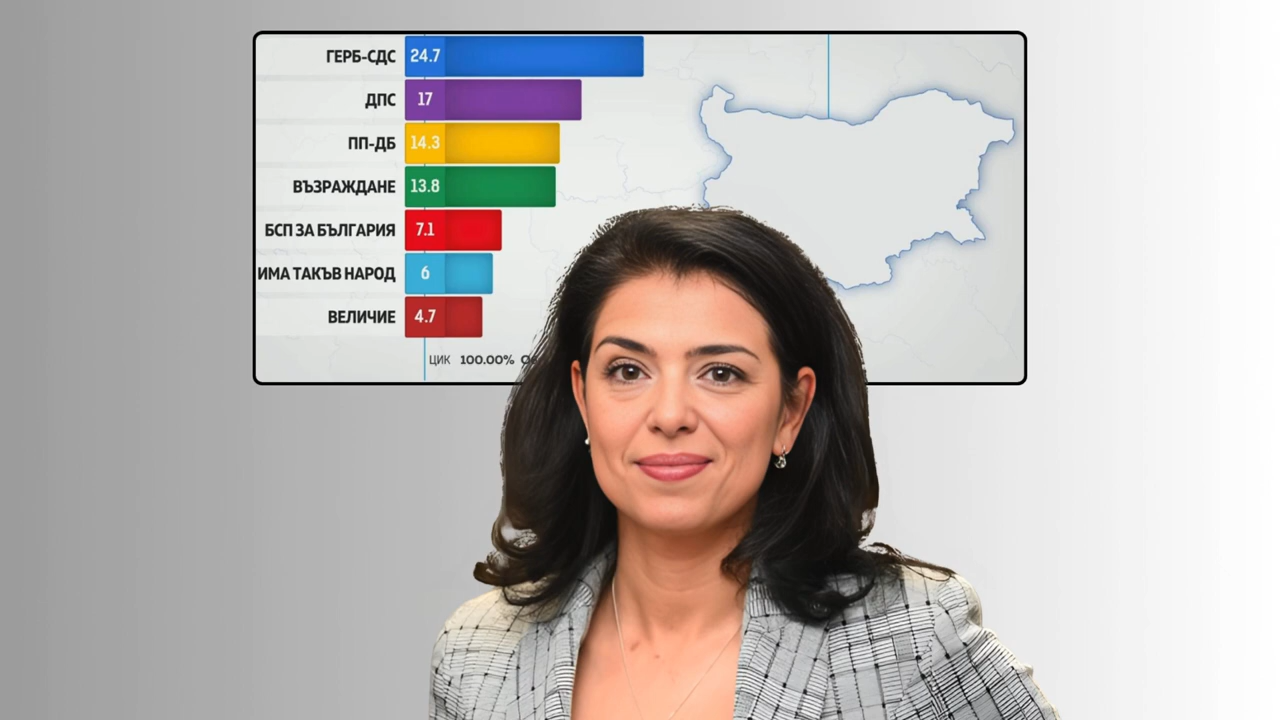 ГЕРБ-СДС 24.7
ДПС 17
ПП-ДБ 14.3
ВЪЗРАЖДАНЕ 13.8
БСП ЗА БЪЛГАРИЯ 7.1
ИМА ТАКЪВ НАРОД 6
ВЕЛИЧИЕ 4.7
ЦИК 100.00%